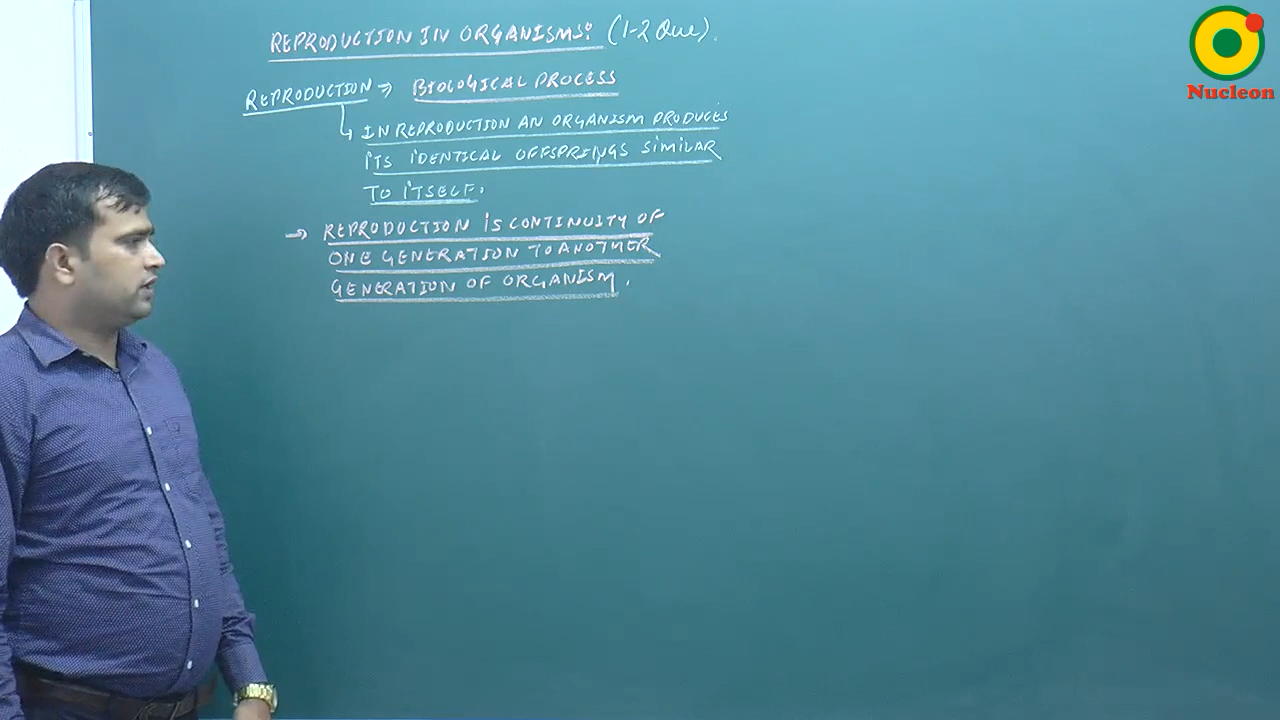 REPRODUCTION IN ORGANISMS: (1-2 Que).
REPRODUCTION ⇒ BIOLOGICAL PROCESS
IN REPRODUCTION AN ORGANISM PRODUCES
ITS IDENTICAL OFFSPRINGS SIMILAR
TO ITSELF.
→ REPRODUCTION IS CONTINUITY OF
ONE GENERATION TO ANOTHER
GENERATION OF ORGANISM.
Nucleon